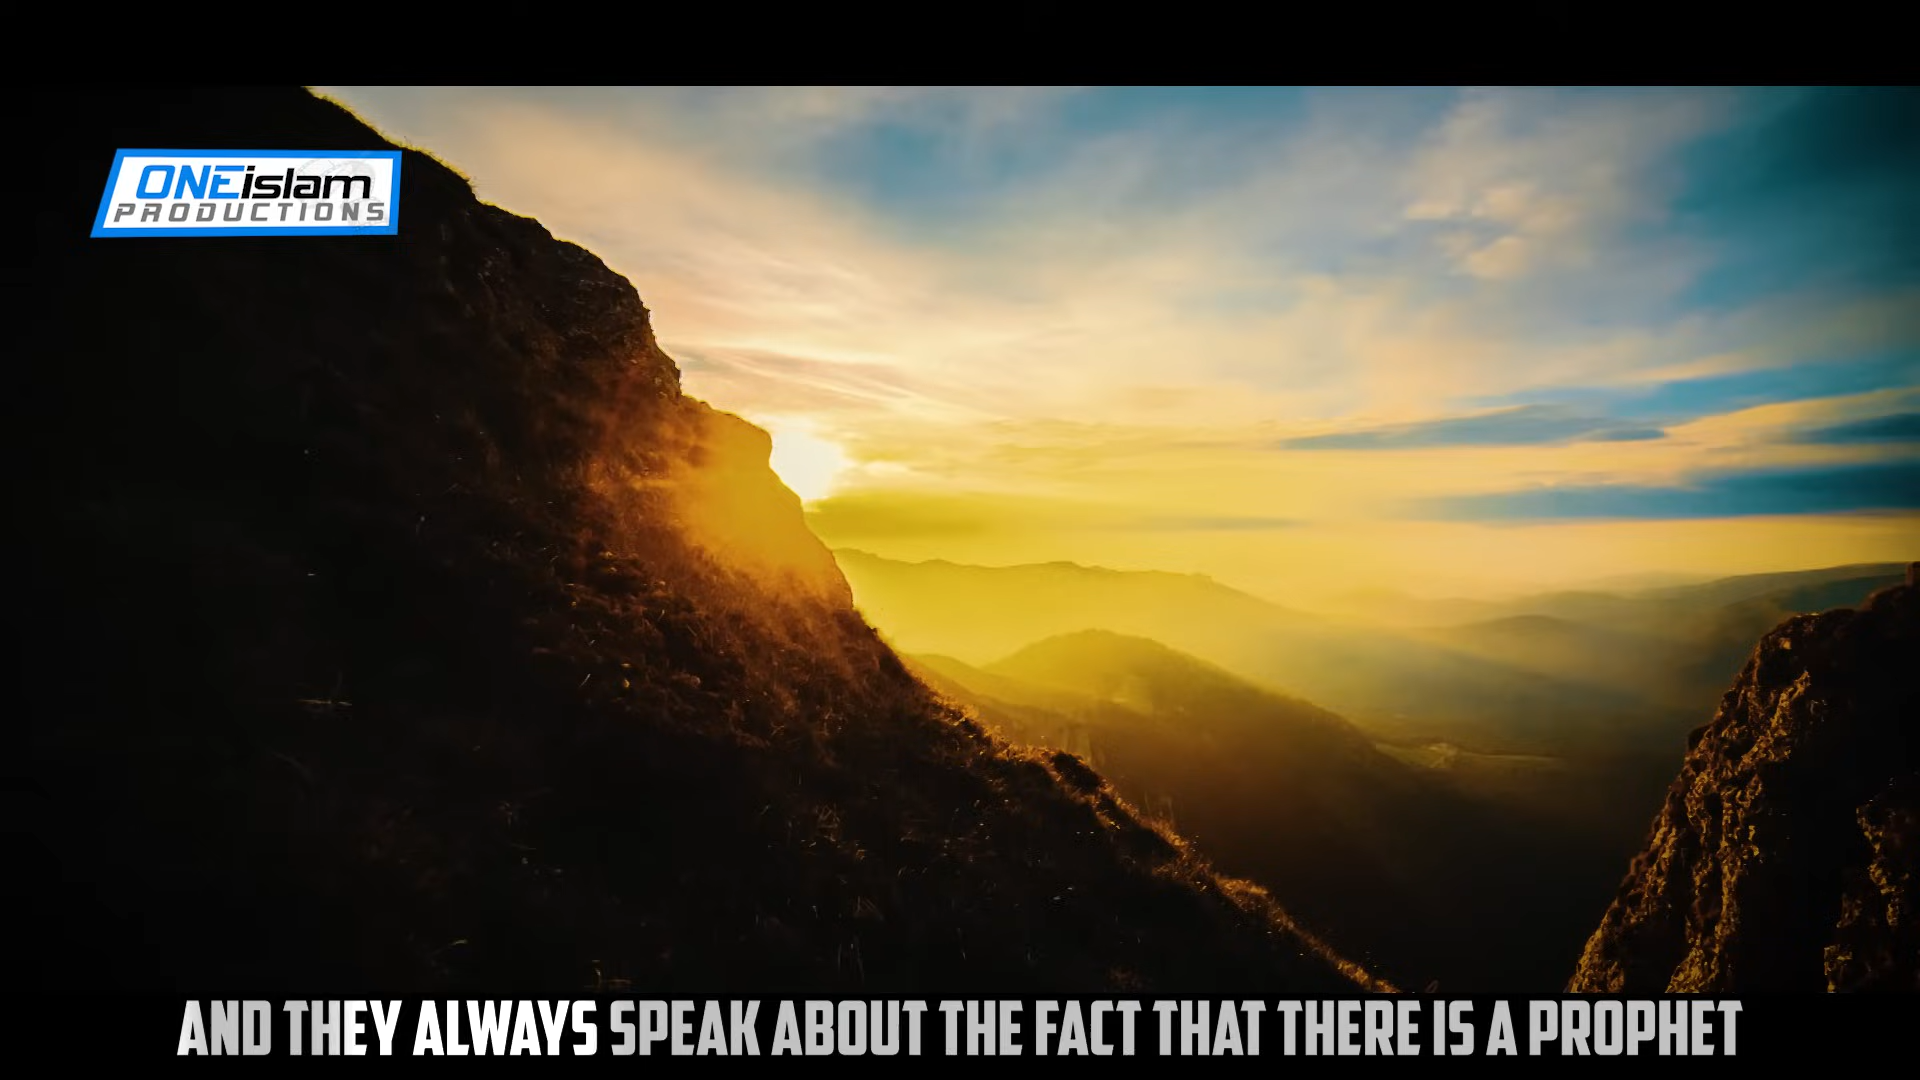 ONEislam
PRODUCTIONS
AND THEY ALWAYS SPEAK ABOUT THE FACT THAT THERE IS A PROPHET